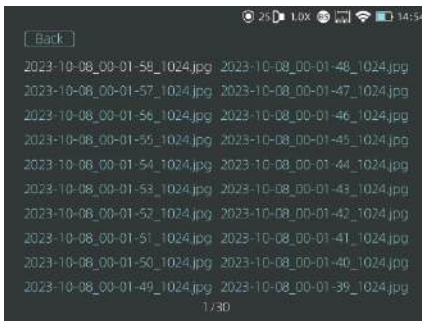 25 1.0X 14:54
Back
2023-10-08_00-01-58_1024.jpg 2023-10-08_00-01-48_1024.jpg
2023-10-08_00-01-57_1024.jpg 2023-10-08_00-01-47_1024.jpg
2023-10-08_00-01-56_1024.jpg 2023-10-08_00-01-46_1024.jpg
2023-10-08_00-01-55_1024.jpg 2023-10-08_00-01-45_1024.jpg
2023-10-08_00-01-54_1024.jpg 2023-10-08_00-01-44_1024.jpg
2023-10-08_00-01-53_1024.jpg 2023-10-08_00-01-43_1024.jpg
2023-10-08_00-01-52_1024.jpg 2023-10-08_00-01-42_1024.jpg
2023-10-08_00-01-51_1024.jpg 2023-10-08_00-01-41_1024.jpg
2023-10-08_00-01-50_1024.jpg 2023-10-08_00-01-40_1024.jpg
2023-10-08_00-01-49_1024.jpg 2023-10-08_00-01-39_1024.jpg
1/30